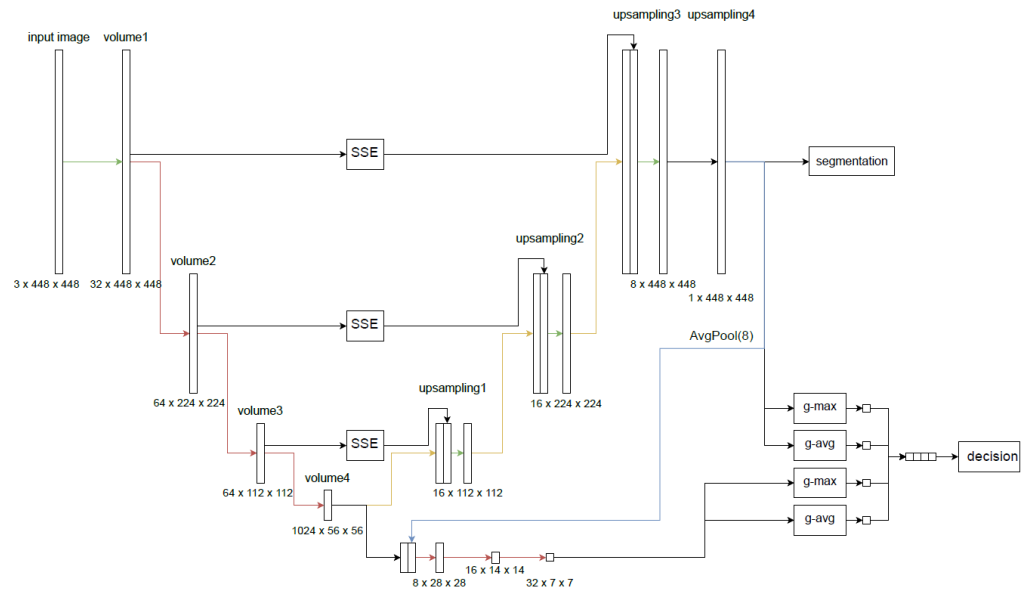 upsampling3 upsampling4
input image volume1
SSE
segmentation
upsampling2
volume2
3 x 448 x 448 32 x 448 x 448
8 x 448 x 448
1 x 448 x 448
SSE
AvgPool(8)
upsampling1
64 x 224 x 224
16 x 224 x 224
volume3
g-max
SSE
g-avg
decision
volume4
g-max
64 x 112 x 112
16 x 112 x 112
g-avg
1024 x 56 x 56
16 x 14 x 14
8 x 28 x 28
32 x 7 x 7